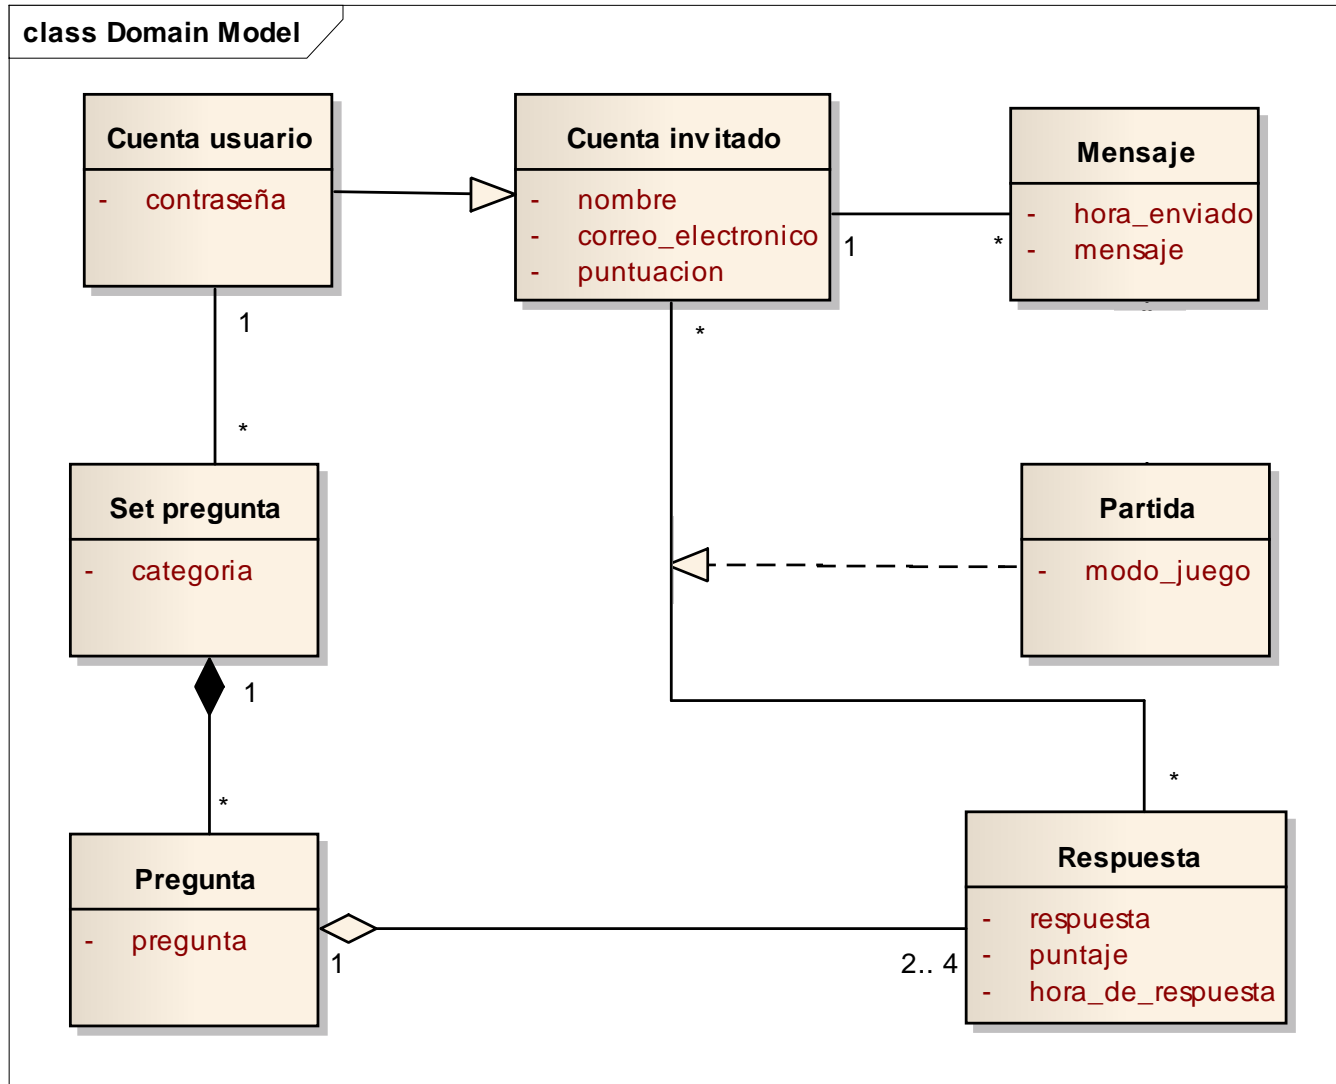 class Domain Model
Cuenta usuario
- contraseña
Cuenta invitado
- nombre
- correo_electronico
- puntuacion
Mensaje
- hora_enviado
- mensaje
1
*
1
*
*
Set pregunta
- categoria
Partida
- modo_juego
1
*
*
Pregunta
- pregunta
Respuesta
- respuesta
- puntaje
- hora_de_respuesta
1
2.. 4